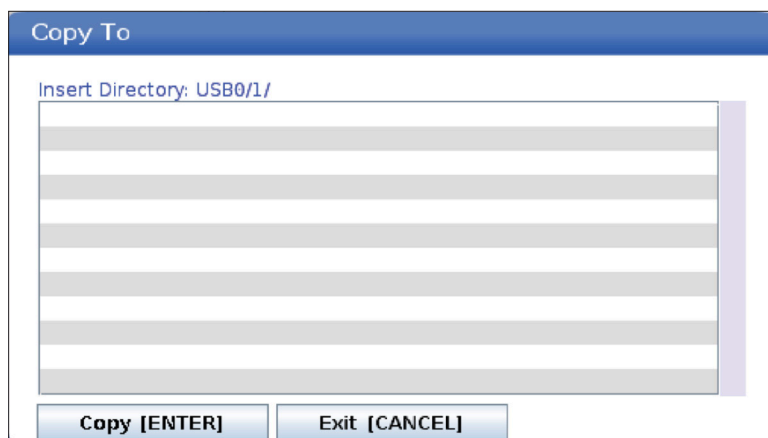 Copy To
Insert Directory: USB0/1/
Copy [ENTER] Exit [CANCEL]